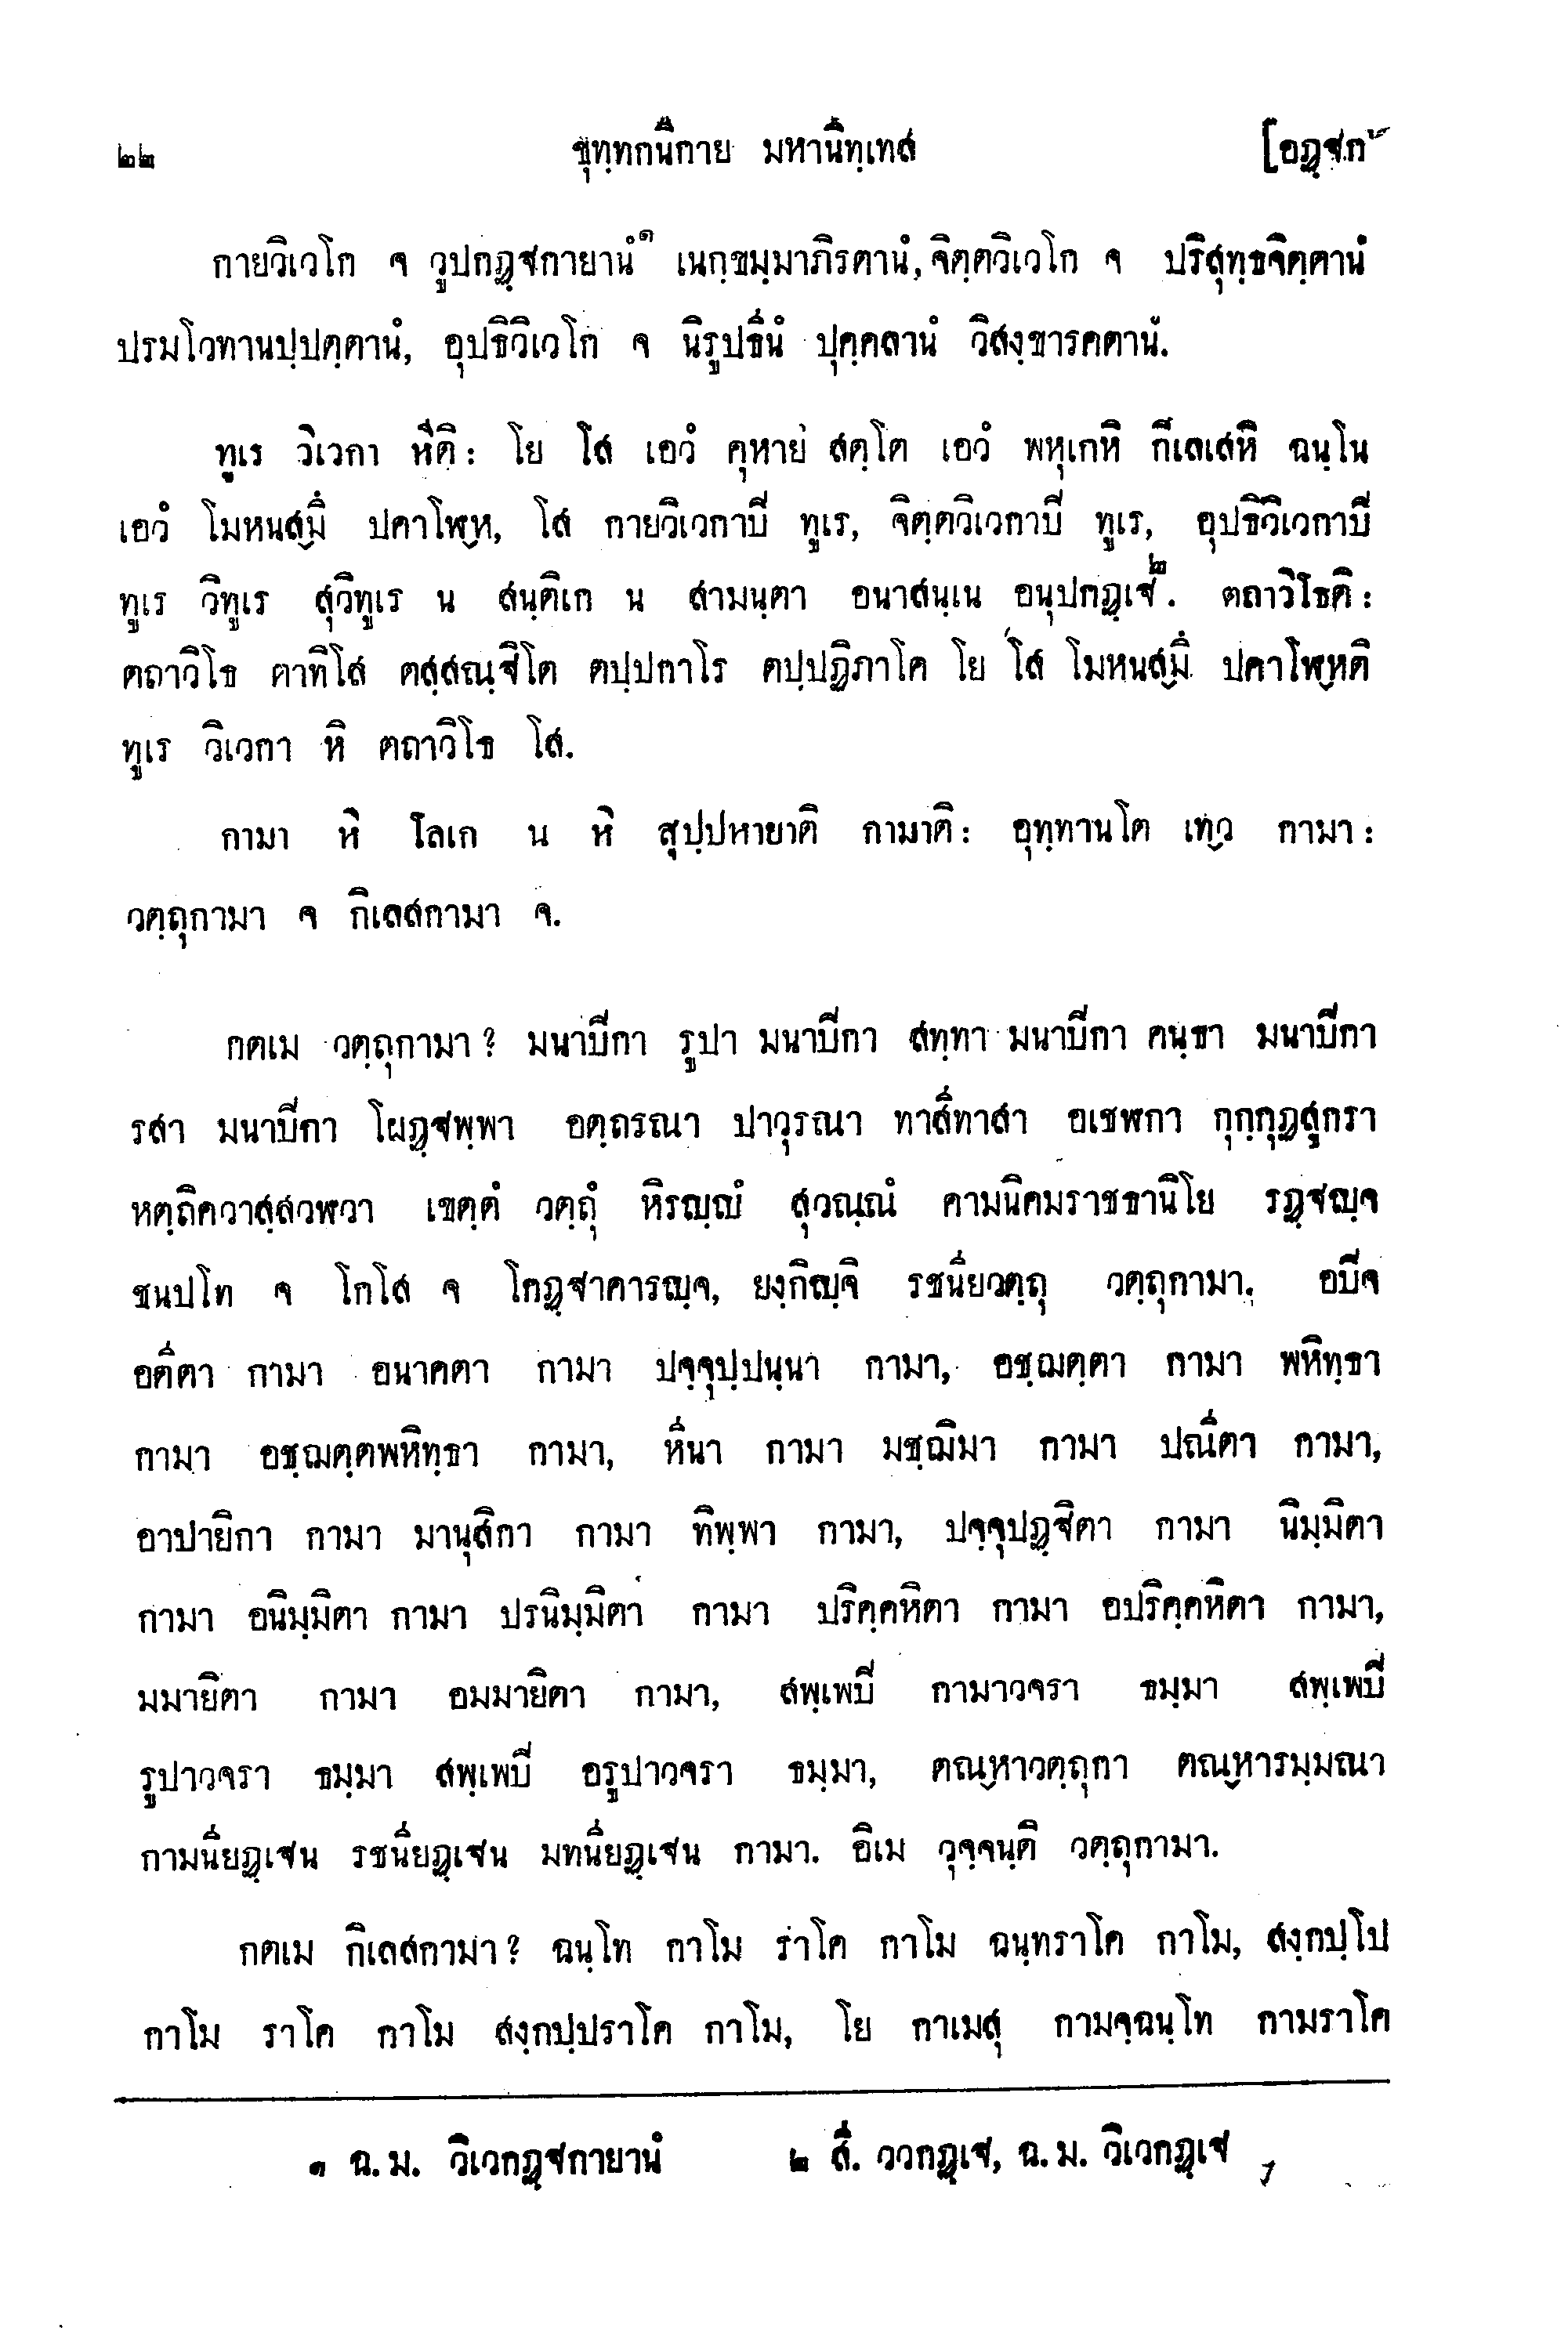 ๒๒ ขุทฺทกนิกาย มหานิทฺเทส [อฏฺฐก
กายวิเวโก จ วูปกฏฺฐกายานํ๑ เนกฺขมฺมาภิรตานํ, จิตฺตวิเวโก จ ปริสุทฺธจิตฺตานํ
ปรมโวทานปฺปตฺตานํ, อุปธิวิเวโก จ นิรูปธีนํ ปุคฺคลานํ วิสงฺขารคตานํ.
ทูเร วิเวกา หีติ: โย โส เอวํ คุหายํ สตฺโต เอวํ พหุเกหิ กิเลเสหิ ฉนฺโน
เอวํ โมหนสฺมึ ปคาโฬฺห, โส กายวิเวกาปิ ทูเร, จิตฺตวิเวกาปิ ทูเร, อุปธิวิเวกาปิ
ทูเร วิทูเร สุวิทูเร น สนฺติเก น สามนฺตา อนาสนฺเน อนุปกฏฺเฐ๒. ตถาวิโธติ:
ตถาวิโธ ตาทิโส ตสฺสณฺฐิโต ตปฺปกาโร ตปฺปฏิภาโค โย โส โมหนสฺมึ ปคาโฬฺหติ
ทูเร วิเวกา หิ ตถาวิโธ โส.
กามา หิ โลเก น หิ สุปฺปหายาติ กามาติ: อุทฺทานโต เทฺว กามา:
วตฺถุกามา จ กิเลสกามา จ.
กตเม วตฺถุกามา? มนาปิกา รูปา มนาปิกา สทฺทา มนาปิกา คนฺธา มนาปิกา
รสา มนาปิกา โผฏฺฐพฺพา อตฺถรณา ปาวุรณา ทาสีทาสา อเชฬกา กุกฺกุฏสูกรา
หตฺถิควาสฺสวฬวา เขตฺตํ วตฺถุํ หิรญฺญํ สุวณฺณํ คามนิคมราชธานิโย รฏฺฐญฺจ
ชนปโท จ โกโส จ โกฏฺฐาคารญฺจ, ยงฺกิญฺจิ รชนียวตฺถุ วตฺถุกามา. อปิจ
อตีตา กามา อนาคตา กามา ปจฺจุปฺปนฺนา กามา, อชฺฌตฺตา กามา พหิทฺธา
กามา อชฺฌตฺตพหิทฺธา กามา, หีนา กามา มชฺฌิมา กามา ปณีตา กามา,
อาปายิกา กามา มานุสิกา กามา ทิพฺพา กามา, ปจฺจุปฏฺฐิตา กามา นิมฺมิตา
กามา อนิมฺมิตา กามา ปรนิมฺมิตา กามา ปริคฺคหิตา กามา อปริคฺคหิตา กามา,
มมายิตา กามา อมมายิตา กามา, สพฺเพปิ กามาวจรา ธมฺมา สพฺเพปิ
รูปาวจรา ธมฺมา สพฺเพปิ อรูปาวจรา ธมฺมา, ตณฺหาวตฺถุกา ตณฺหารมฺมณา
กามนียฏฺเฐน รชนียฏฺเฐน มทนียฏฺเฐน กามา. อิเม วุจฺจนฺติ วตฺถุกามา.
กตเม กิเลสกามา? ฉนฺโท กาโม ราโค กาโม ฉนฺทราโค กาโม, สงฺกปฺโป
กาโม ราโค กาโม สงฺกปฺปราโค กาโม, โย กาเมสุ กามจฺฉนฺโท กามราโค
๑ ฉ.ม. วิเวกฏฺฐกายานํ ๒ สี. ววกฏฺเฐ, ฉ.ม. วิเวกฏฺเฐ